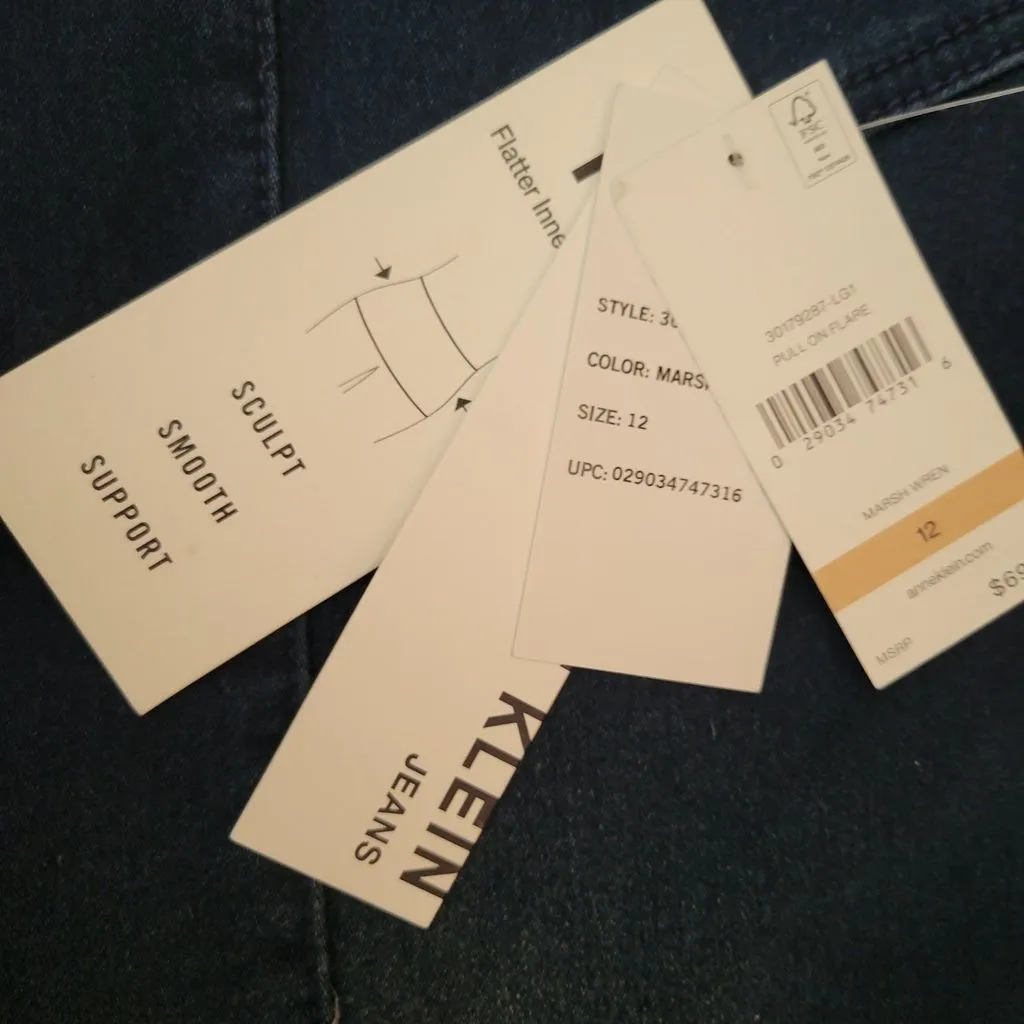 Flatter Inne
SCULPT
SMOOTH
SUPPORT
KLEIN
JEANS
STYLE: 30
COLOR: MARS
SIZE: 12
UPC: 029034747316
30179287-LG1
PULL ON FLARE
0 29034 74731 6
MARSH WREN
12
anneklein.com
$69
MSRP